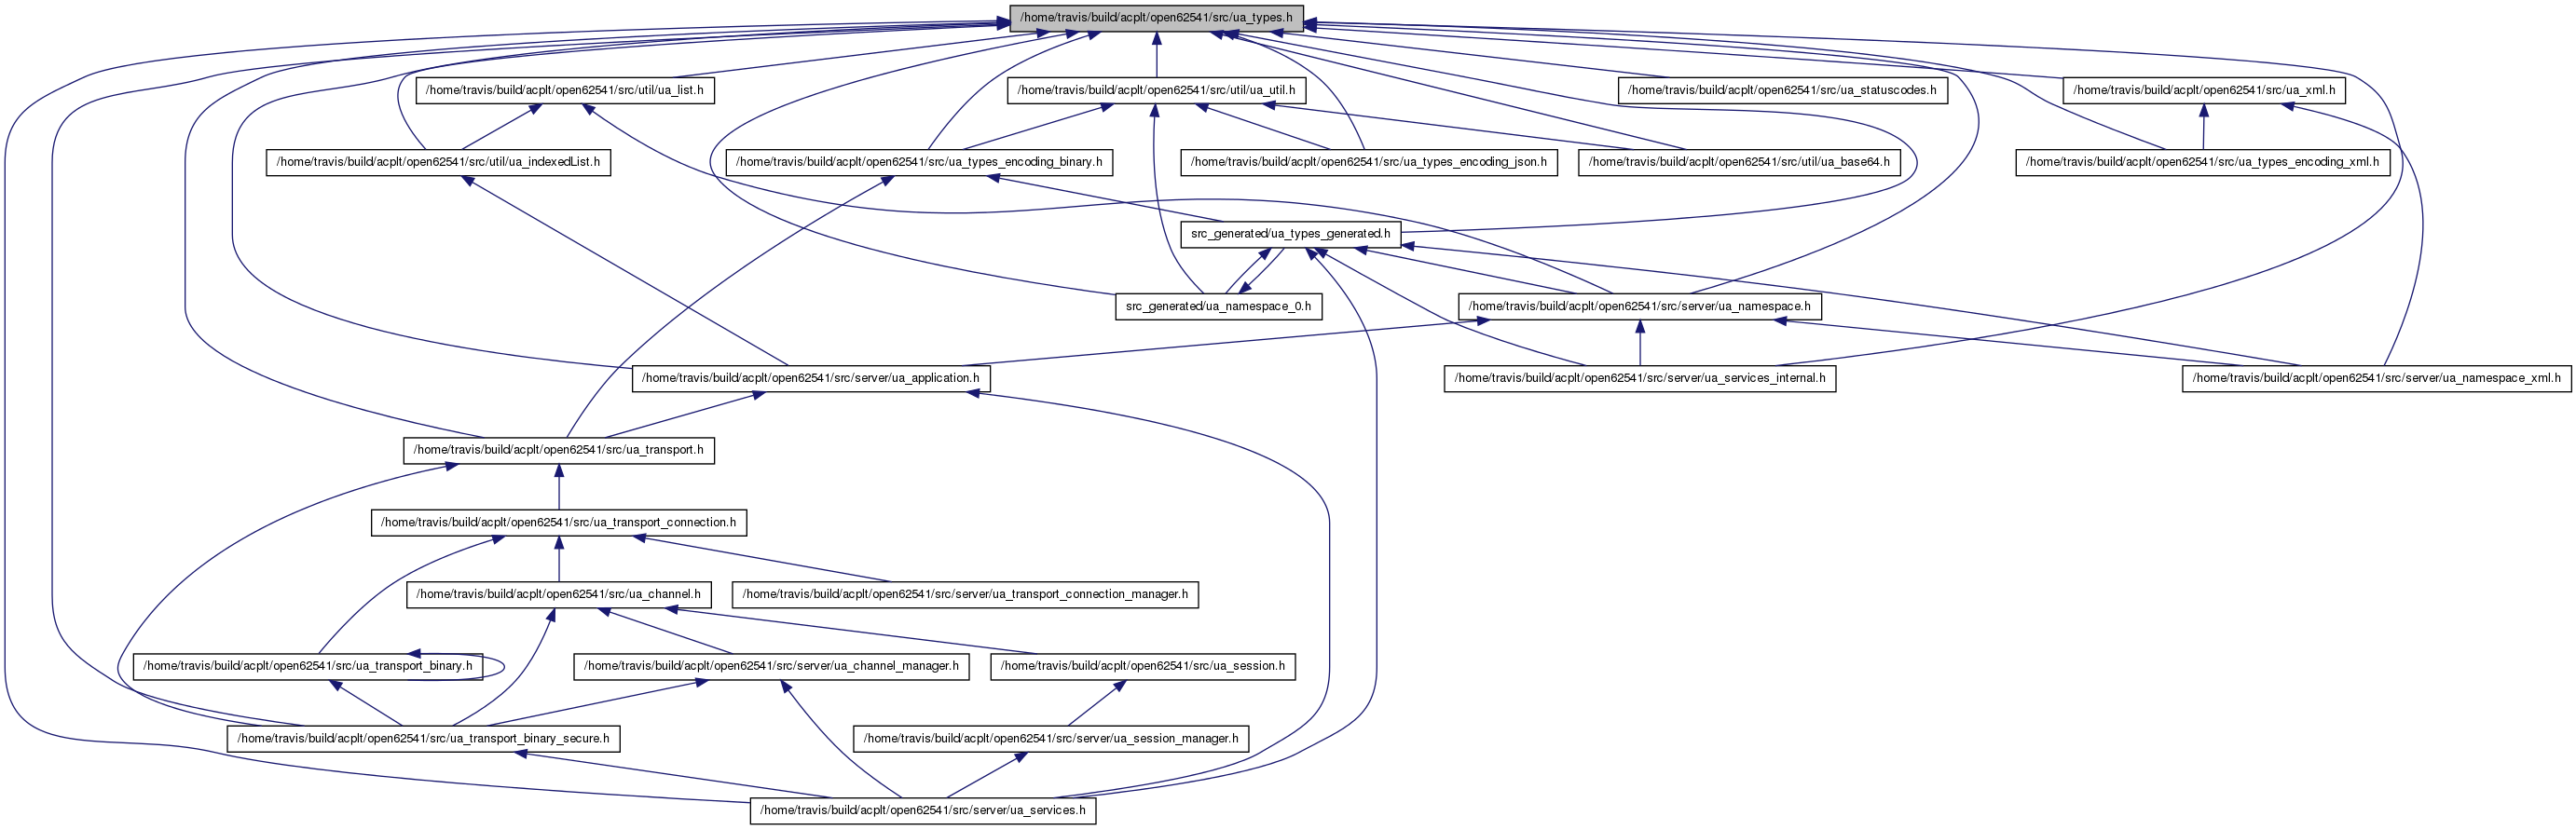 /home/travis/build/acplt/open62541/src/ua_types.h
/home/travis/build/acplt/open62541/src/util/ua_list.h
/home/travis/build/acplt/open62541/src/util/ua_util.h
/home/travis/build/acplt/open62541/src/ua_statuscodes.h
/home/travis/build/acplt/open62541/src/ua_xml.h
/home/travis/build/acplt/open62541/src/util/ua_indexedList.h
/home/travis/build/acplt/open62541/src/ua_types_encoding_binary.h
/home/travis/build/acplt/open62541/src/ua_types_encoding_json.h
/home/travis/build/acplt/open62541/src/util/ua_base64.h
/home/travis/build/acplt/open62541/src/ua_types_encoding_xml.h
src_generated/ua_types_generated.h
src_generated/ua_namespace_0.h
/home/travis/build/acplt/open62541/src/server/ua_namespace.h
/home/travis/build/acplt/open62541/src/server/ua_application.h
/home/travis/build/acplt/open62541/src/server/ua_services_internal.h
/home/travis/build/acplt/open62541/src/server/ua_namespace_xml.h
/home/travis/build/acplt/open62541/src/ua_transport.h
/home/travis/build/acplt/open62541/src/ua_transport_connection.h
/home/travis/build/acplt/open62541/src/ua_channel.h
/home/travis/build/acplt/open62541/src/server/ua_transport_connection_manager.h
/home/travis/build/acplt/open62541/src/ua_transport_binary.h
/home/travis/build/acplt/open62541/src/server/ua_channel_manager.h
/home/travis/build/acplt/open62541/src/ua_session.h
/home/travis/build/acplt/open62541/src/ua_transport_binary_secure.h
/home/travis/build/acplt/open62541/src/server/ua_session_manager.h
/home/travis/build/acplt/open62541/src/server/ua_services.h